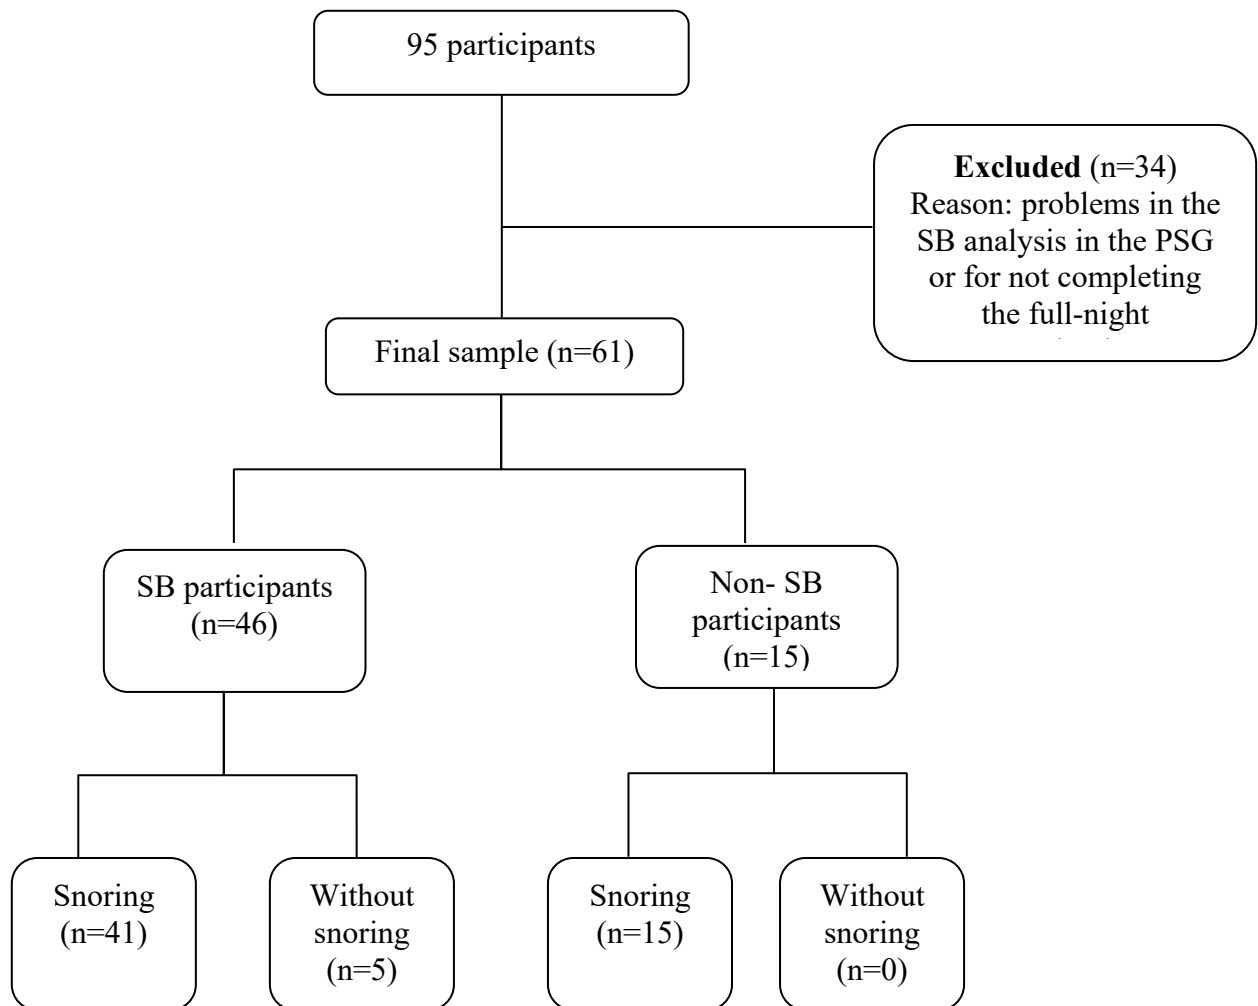 95 participants
Excluded (n=34)
Reason: problems in the
SB analysis in the PSG
or for not completing
the full-night
Final sample (n=61)
SB participants
(n=46)
Non- SB
participants
(n=15)
Snoring
(n=41)
Without
snoring
(n=5)
Snoring
(n=15)
Without
snoring
(n=0)